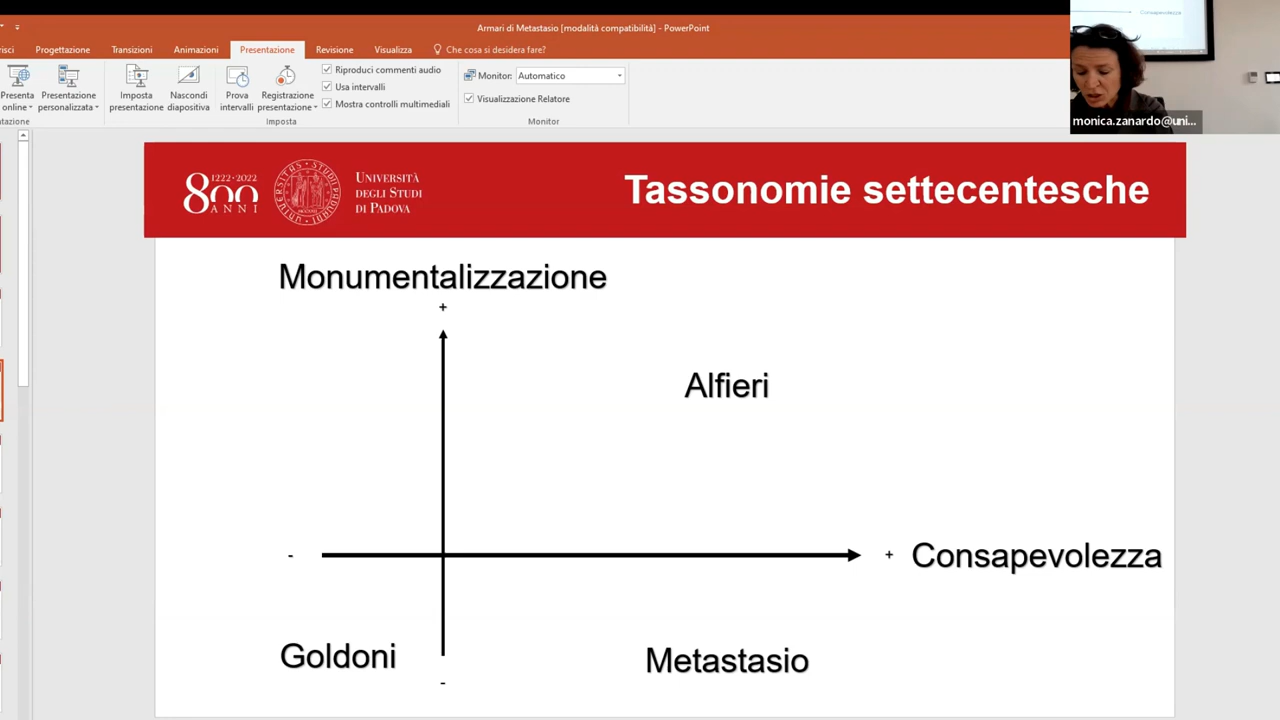 Armari di Metastasio [modalità compatibilità] - PowerPoint
Progettazione Transizioni Animazioni Presentazione Revisione Visualizza Che cosa si desidera fare?
Presenta online
Presentazione personalizzata
Imposta presentazione
Nascondi diapositiva
Prova intervalli
Registrazione presentazione
Riproduci commenti audio
Usa intervalli
Mostra controlli multimediali
Monitor: Automatico
Visualizzazione Relatore
Imposta
Monitor
Consapevolezza
monica.zanardo@uni...
1222·2022
800
ANNI
UNIVERSITÀ
DEGLI STUDI
DI PADOVA
Tassonomie settecentesche
Monumentalizzazione
+
Alfieri
-
+ Consapevolezza
Goldoni
Metastasio
-